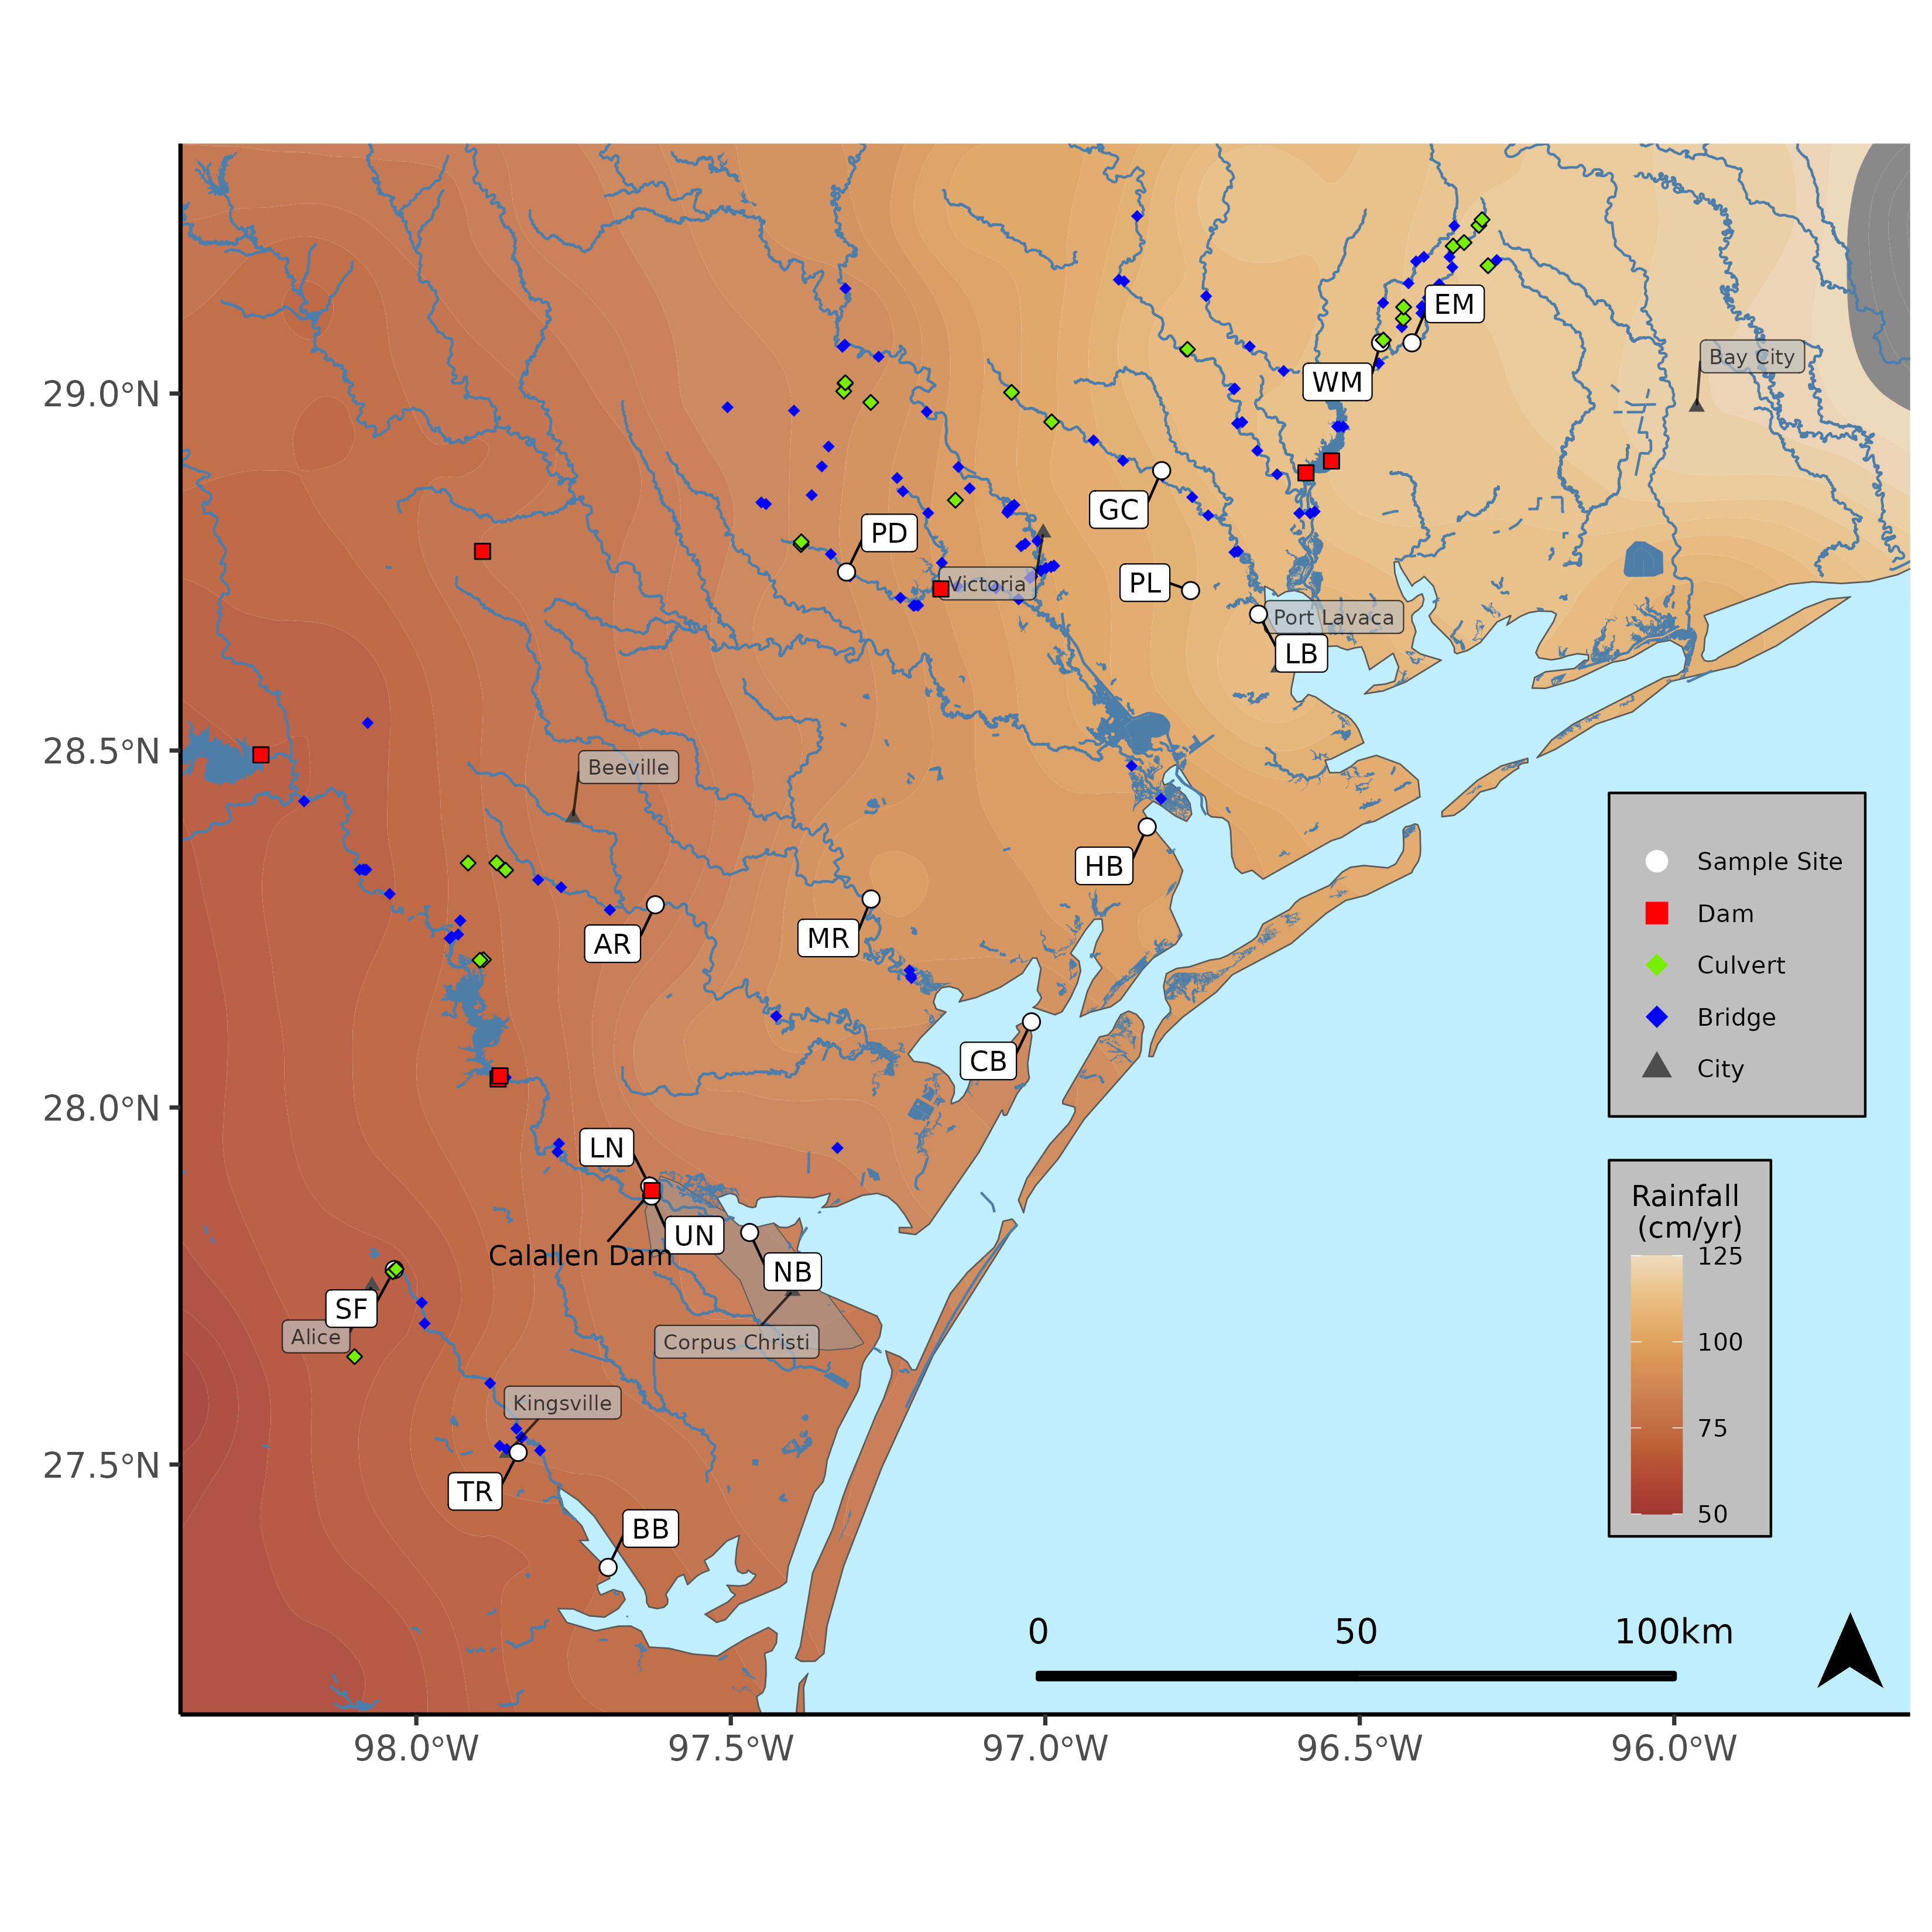 EM
Bay City
29.0°N
WM
GC
PD
PL
Victoria
Port Lavaca
LB
28.5°N
Beeville
HB
AR
MR
Sample Site
Dam
Culvert
Bridge
City
CB
28.0°N
LN
UN
Calallen Dam
NB
SF
Alice
Corpus Christi
Rainfall
(cm/yr)
125
100
75
50
Kingsville
27.5°N
TR
BB
0 50 100km
98.0°W 97.5°W 97.0°W 96.5°W 96.0°W